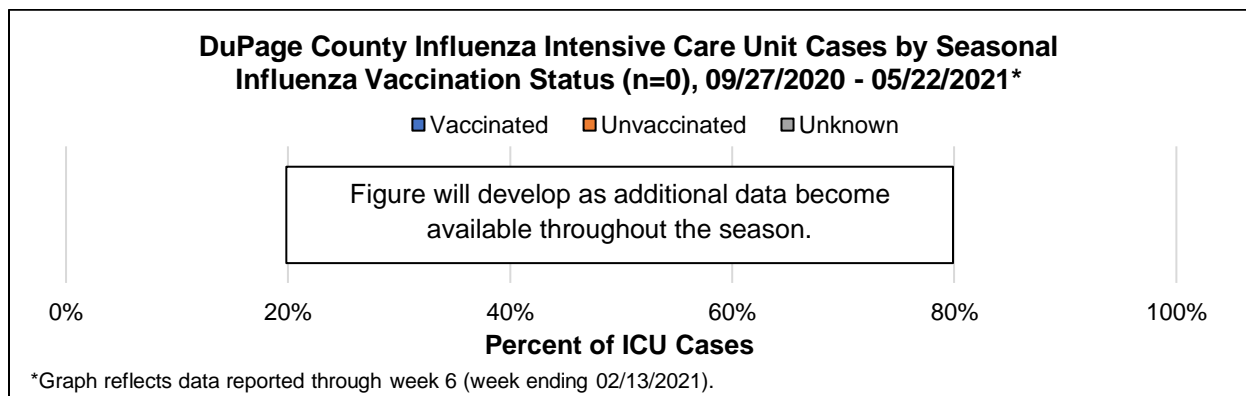 DuPage County Influenza Intensive Care Unit Cases by Seasonal
Influenza Vaccination Status (n=0), 09/27/2020 - 05/22/2021*
Vaccinated Unvaccinated Unknown
Figure will develop as additional data become
available throughout the season.
0% 20% 40% 60% 80% 100%
Percent of ICU Cases
*Graph reflects data reported through week 6 (week ending 02/13/2021).